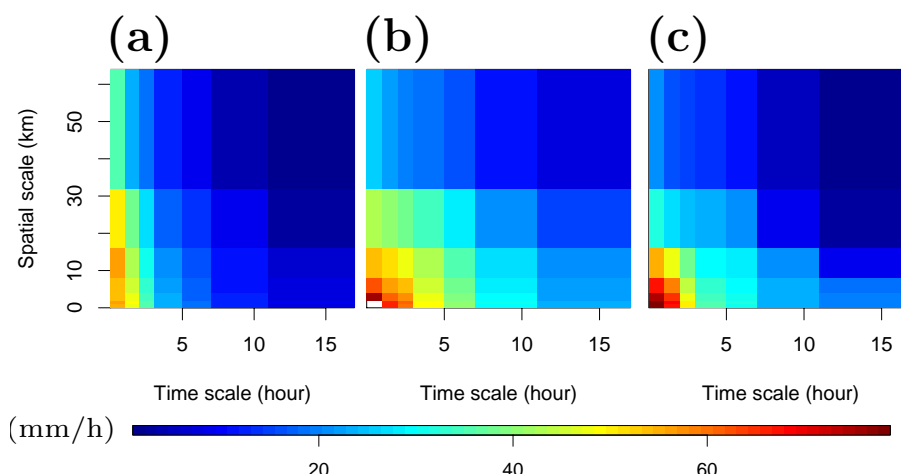 (a) (b) (c)
Spatial scale (km)
50
30
10
0
5 10 15 5 10 15 5 10 15
Time scale (hour) Time scale (hour) Time scale (hour)
(mm/h)
20 40 60